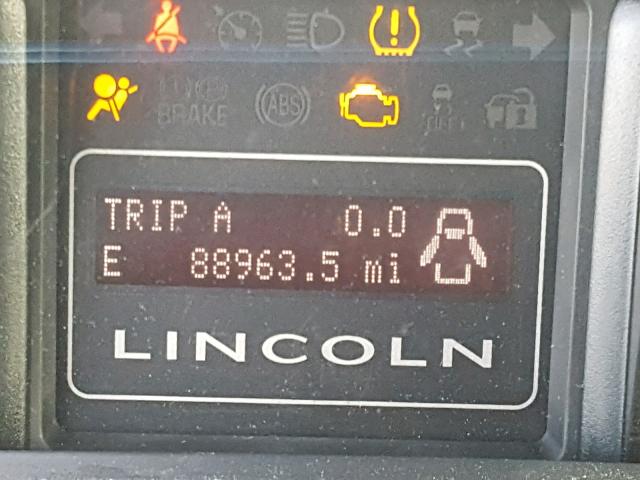 BRAKE
ABS
TRIP A 0.0
E 88963.5 mi
LINCOLN